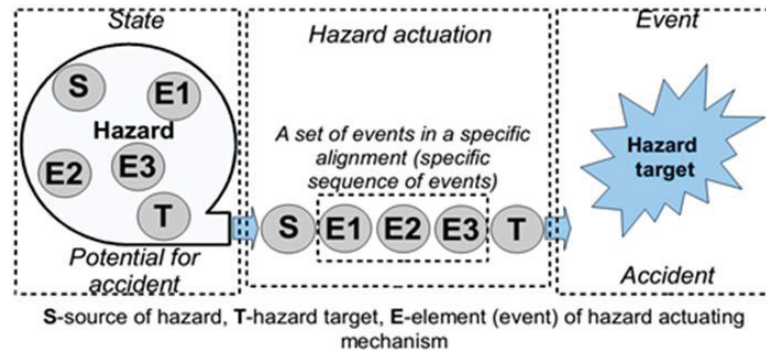 State
S
E1
Hazard
E2
E3
T
Potential for
accident
Hazard actuation
A set of events in a specific
alignment (specific
sequence of events)
S E1 E2 E3 T
Event
Hazard
target
Accident
S-source of hazard, T-hazard target, E-element (event) of hazard actuating
mechanism